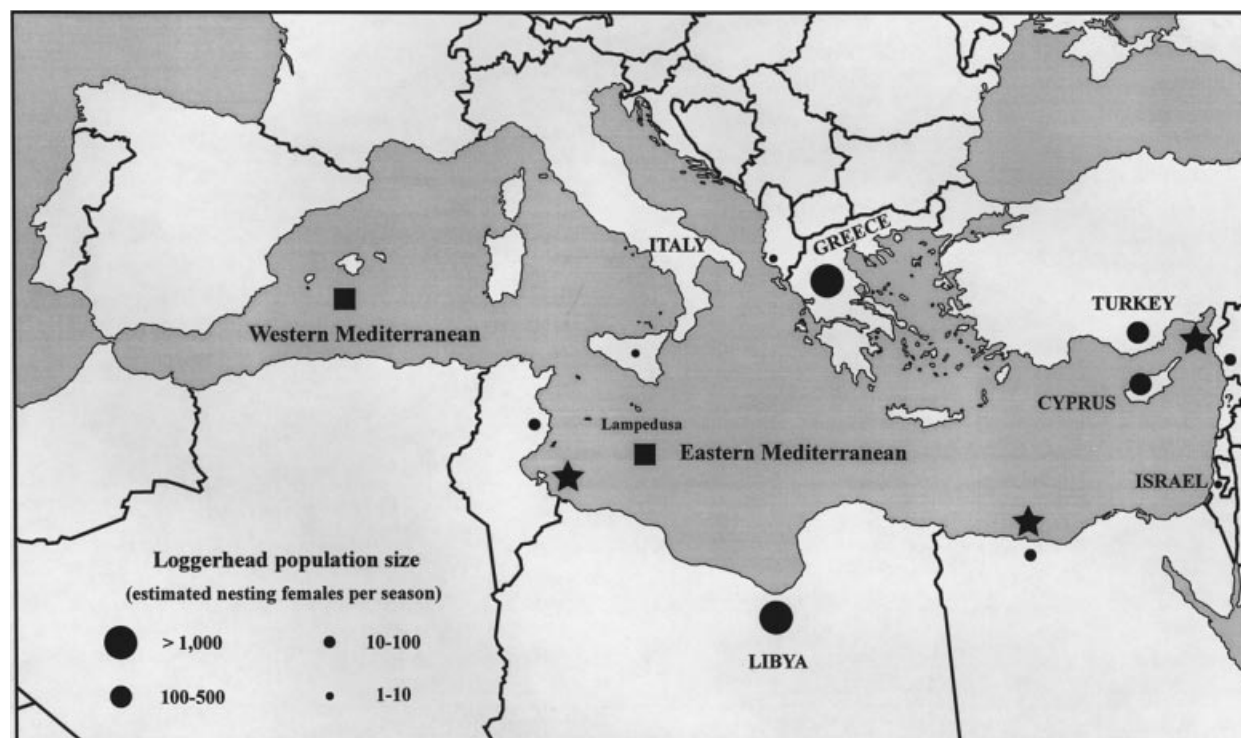 GREECE
ITALY
TURKEY
Western Mediterranean
CYPRUS
?
Lampedusa
Eastern Mediterranean
ISRAEL
Loggerhead population size
(estimated nesting females per season)
> 1,000
10-100
100-500
1-10
LIBYA